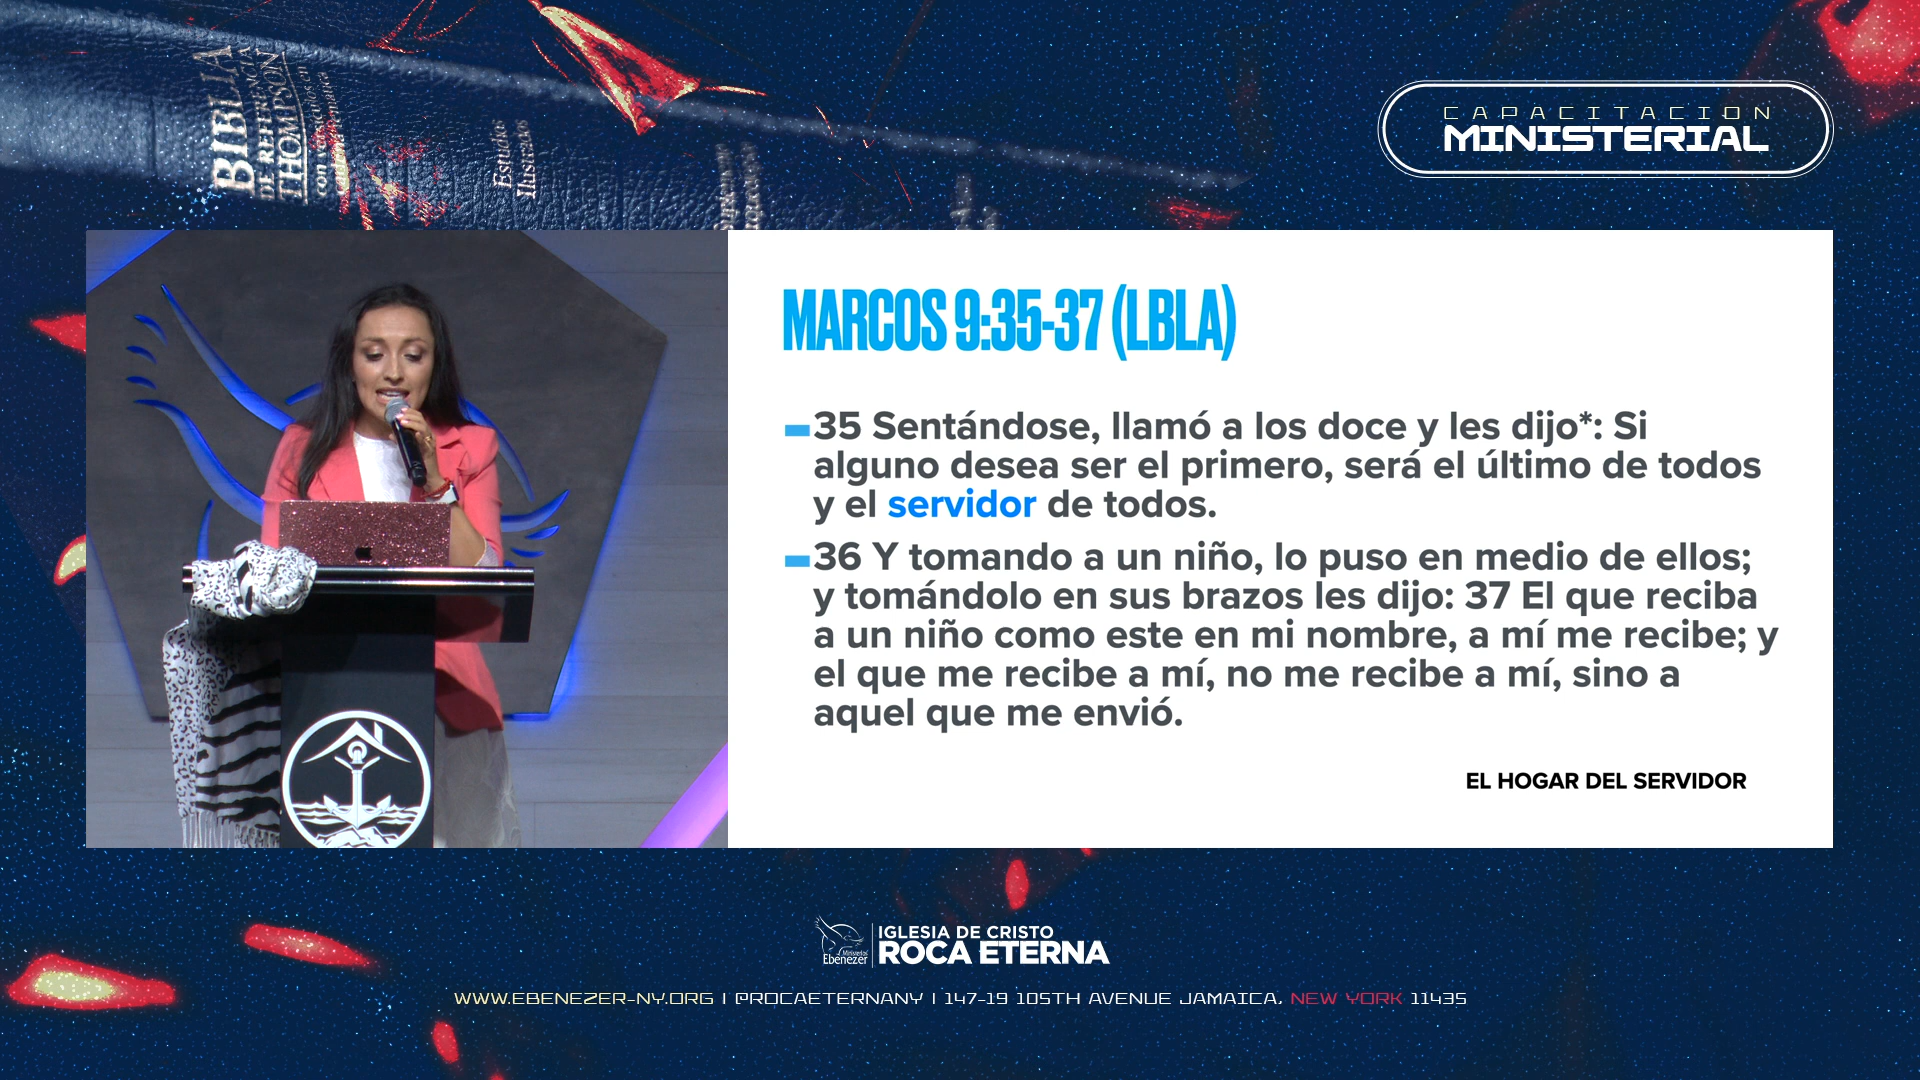 BIBLIA
DE REFERENCIA
THOMPSON
con
Estudios
Ilustrados
CAPACITACION
MINISTERIAL
MARCOS 9:35-37 (LBLA)
35 Sentándose, llamó a los doce y les dijo*: Si
alguno desea ser el primero, será el último de todos
y el servidor de todos.
36 Y tomando a un niño, lo puso en medio de ellos;
y tomándolo en sus brazos les dijo: 37 El que reciba
a un niño como este en mi nombre, a mí me recibe; y
el que me recibe a mí, no me recibe a mí, sino a
aquel que me envió.
EL HOGAR DEL SERVIDOR
Ministerios
Ebenezer
IGLESIA DE CRISTO
ROCA ETERNA
WWW.EBENEZER-NY.ORG | @ROCAETERNANY | 147-19 105TH AVENUE JAMAICA, NEW YORK 11435